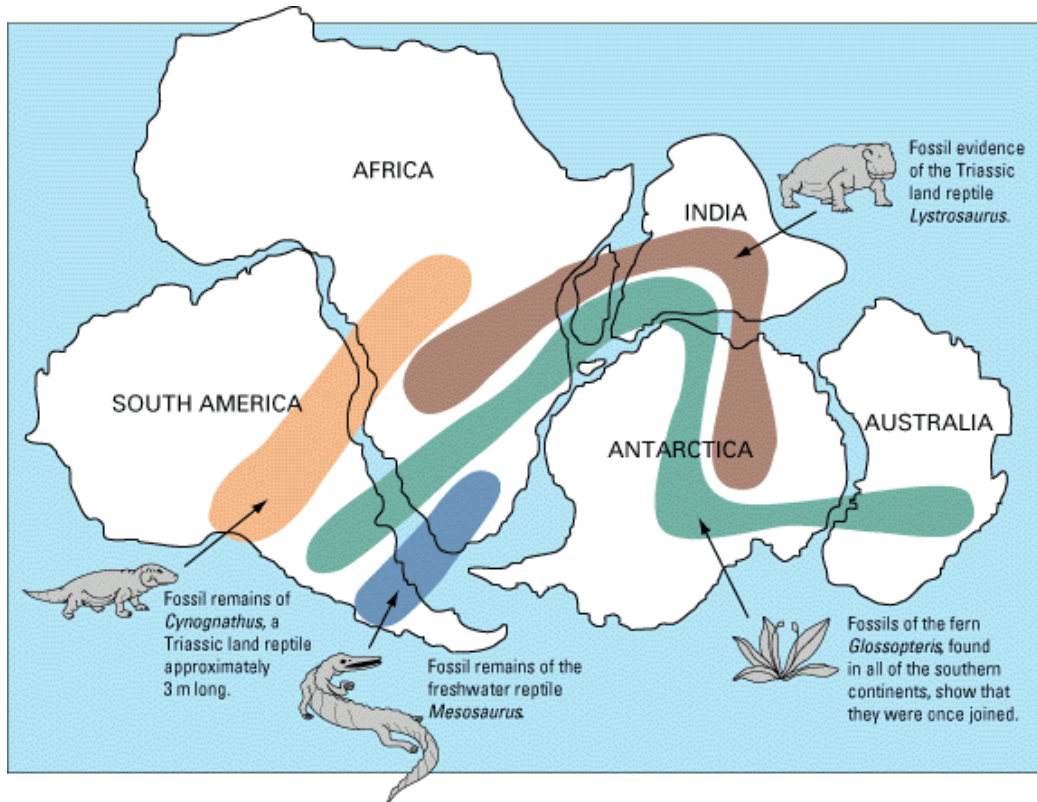 AFRICA
Fossil evidence
of the Triassic
land reptile
Lystrosaurus.
INDIA
SOUTH AMERICA
ANTARCTICA
AUSTRALIA
Fossil remains of
Cynognathus, a
Triassic land reptile
approximately
3 m long.
Fossil remains of the
freshwater reptile
Mesosaurus.
Fossils of the fern
Glossopteris, found
in all of the southern
continents, show that
they were once joined.